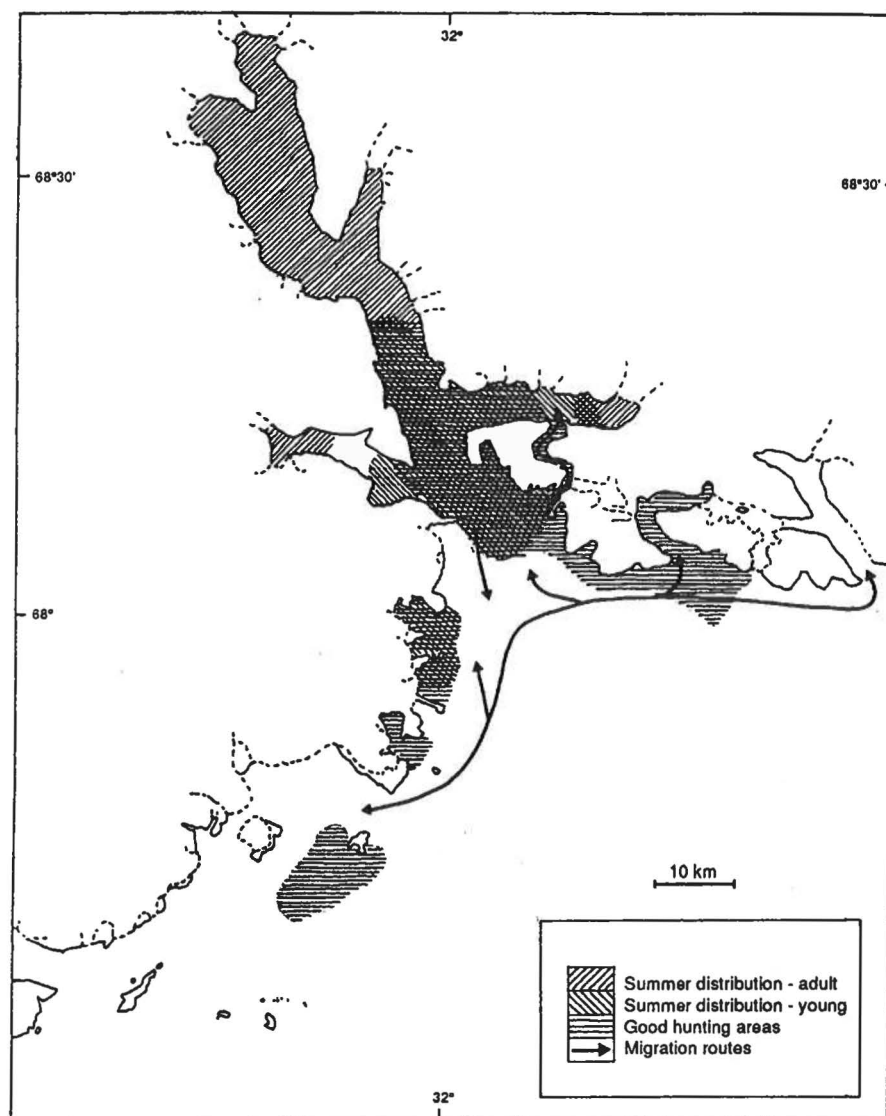 32°
68°30'
68°30'
68°
10 km
Summer distribution - adult
Summer distribution - young
Good hunting areas
Migration routes
32°